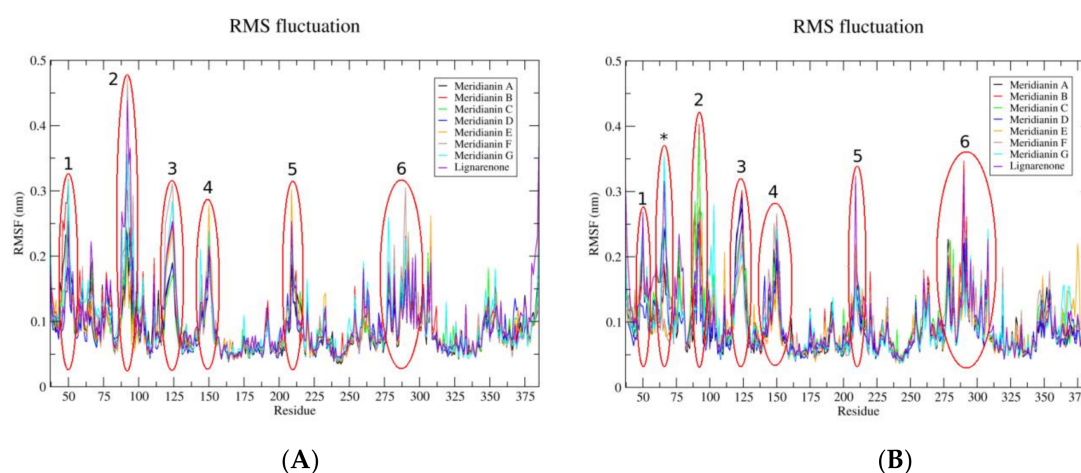 RMS fluctuation
0.5
0.4
0.3
0.2
0.1
0
RMSF (nm)
1
2
3
4
5
6
Meridianin A
Meridianin B
Meridianin C
Meridianin D
Meridianin E
Meridianin F
Meridianin G
Lignarenone
50 75 100 125 150 175 200 225 250 275 300 325 350 375
Residue
(A)
RMS fluctuation
0.5
0.4
0.3
0.2
0.1
0
RMSF (nm)
1
*
2
3
4
5
6
Meridianin A
Meridianin B
Meridianin C
Meridianin D
Meridianin E
Meridianin F
Meridianin G
Lignarenone
50 75 100 125 150 175 200 225 250 275 300 325 350
Residue
(B)